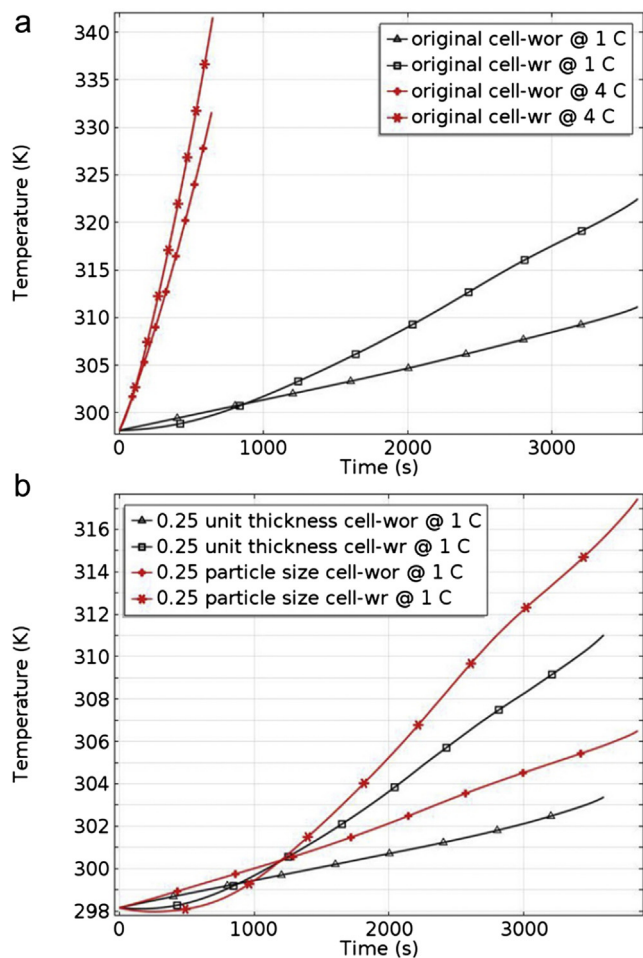 a
340
335
330
325
320
315
310
305
300
Temperature (K)
original cell-wor @ 1 C
original cell-wr @ 1 C
original cell-wor @ 4 C
original cell-wr @ 4 C
0 1000 2000 3000
Time (s)
b
316
314
312
310
308
306
304
302
300
298
Temperature (K)
0.25 unit thickness cell-wor @ 1 C
0.25 unit thickness cell-wr @ 1 C
0.25 particle size cell-wor @ 1 C
0.25 particle size cell-wr @ 1 C
0 1000 2000 3000
Time (s)